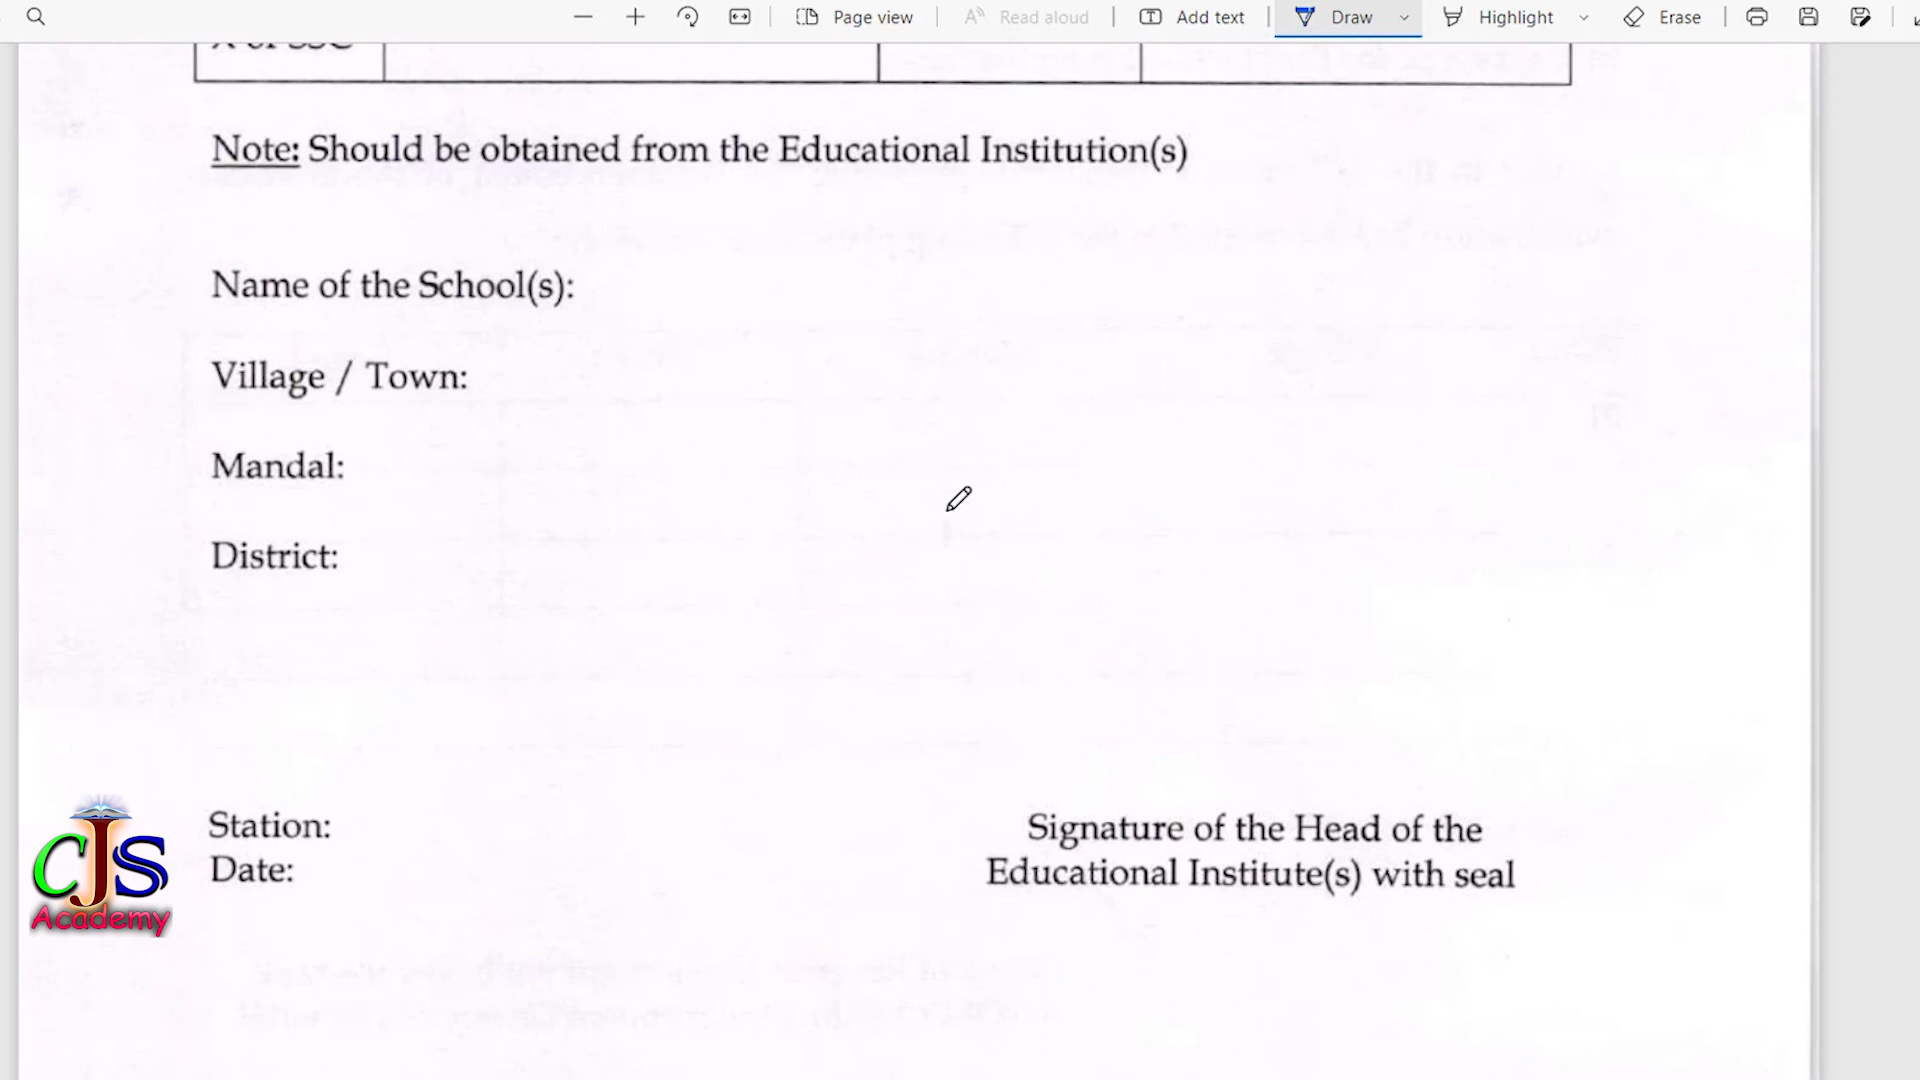 Page view
Read aloud
Add text
Draw
Highlight
Erase
X or SSC
Note: Should be obtained from the Educational Institution(s)
Name of the School(s):
Village / Town:
Mandal:
District:
Station:
Date:
Signature of the Head of the
Educational Institute(s) with seal
CJS
Academy